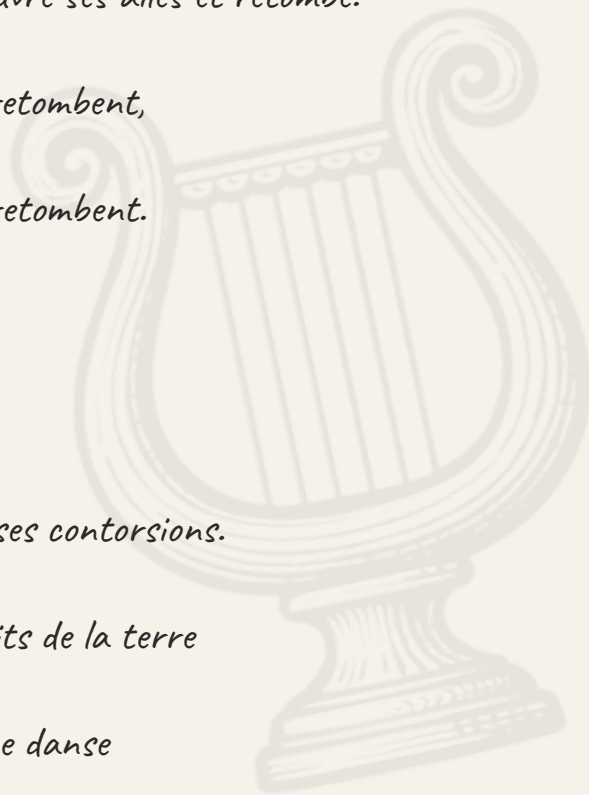 ses ailes et retombe.
retombent,
retombent.
ses contorsions.
de la terre
danse